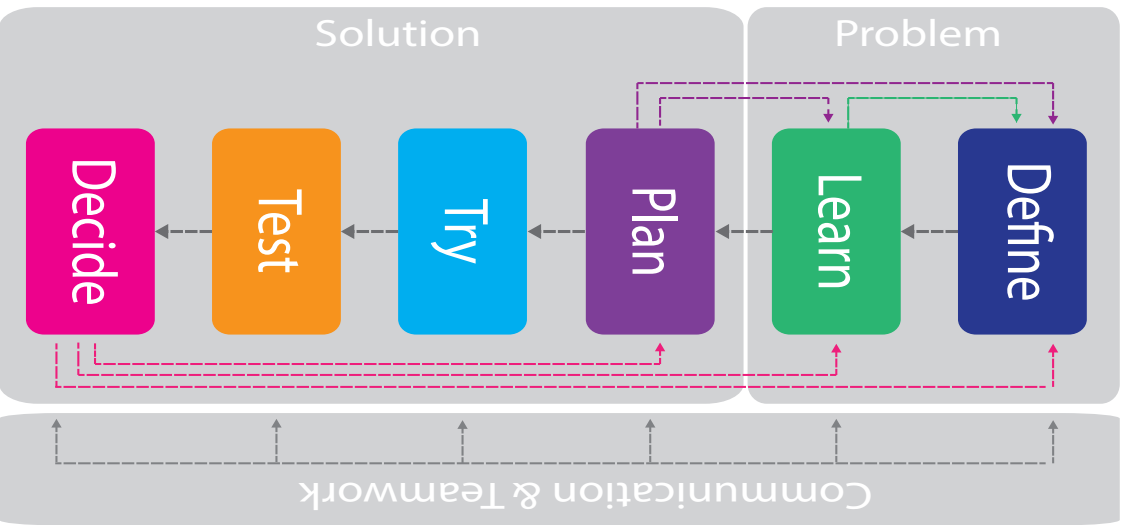 Problem
Solution
Define
Learn
Plan
Try
Test
Decide
Communication & Teamwork